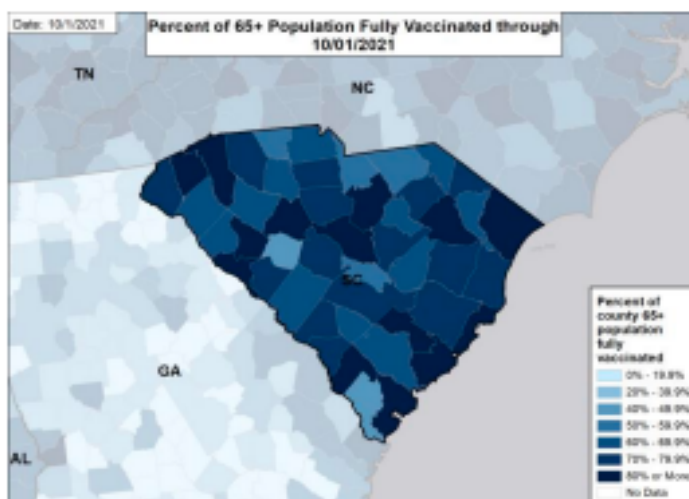 Date: 10/1/2021
Percent of 65+ Population Fully Vaccinated through
10/01/2021
TN
NC
SC
GA
AL
Percent of
county 65+
population
fully
vaccinated
0% - 19.9%
20% - 39.9%
40% - 49.9%
50% - 59.9%
60% - 69.9%
70% - 79.9%
80% or More
No Data